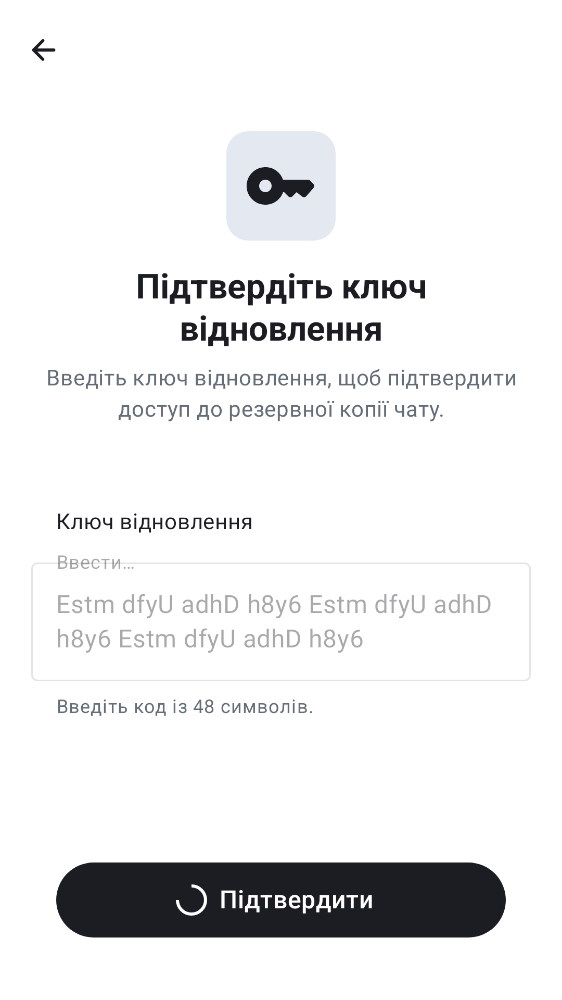 Підтвердіть ключ
відновлення
Введіть ключ відновлення, щоб підтвердити
доступ до резервної копії чату.
Ключ відновлення
Ввести...
Estm dfyU adhD h8y6 Estm dfyU adhD
h8y6 Estm dfyU adhD h8y6
Введіть код із 48 символів.
Підтвердити